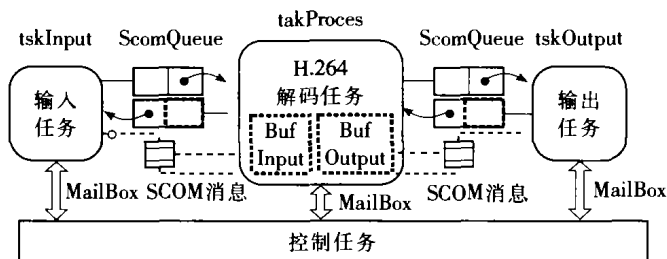 takProces
tskInput
ScomQueue
ScomQueue
tskOutput
H.264
解码任务
输入
任务
Buf
Input
Buf
Output
输出
任务
MailBox
SCOM消息
MailBox
SCOM消息
MailBox
控制任务